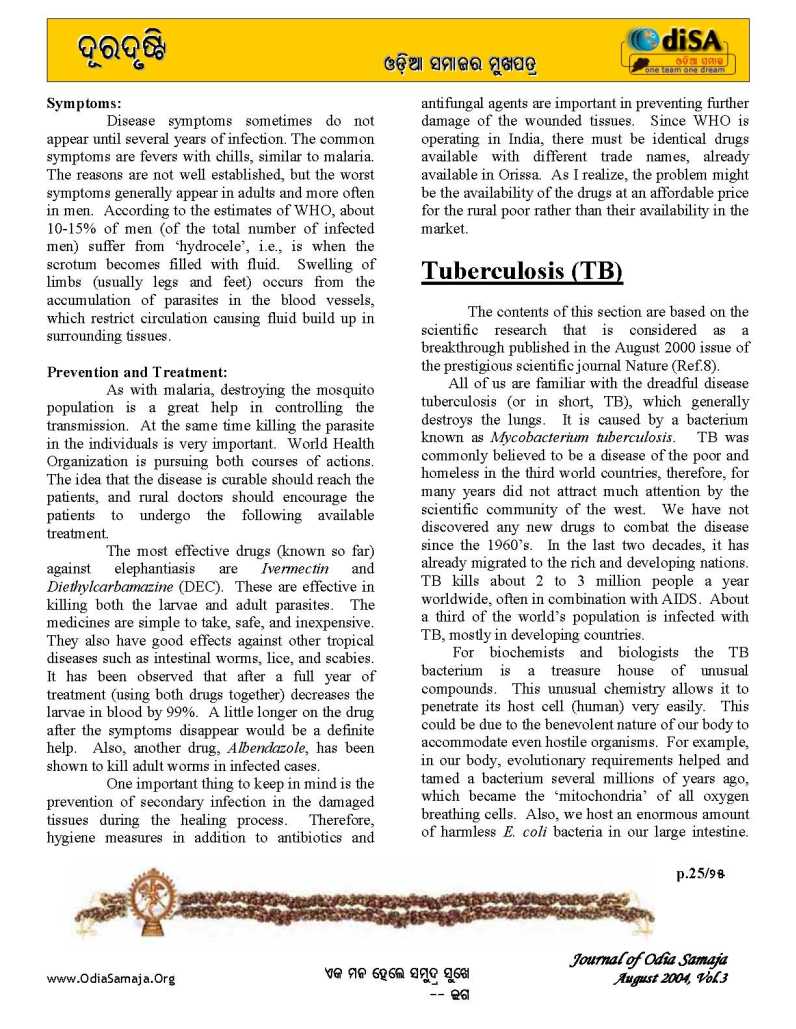 ଦୂରଦୃଷ୍ଟି
ଓଡ଼ିଆ ସମାଜର ମୁଖପତ୍ର
OdiSA
ଓଡ଼ିଆ ସମାଜ
one team one dream
Symptoms:
Disease symptoms sometimes do not
appear until several years of infection. The common
symptoms are fevers with chills, similar to malaria.
The reasons are not well established, but the worst
symptoms generally appear in adults and more often
in men. According to the estimates of WHO, about
10-15% of men (of the total number of infected
men) suffer from ‘hydrocele’, i.e., is when the
scrotum becomes filled with fluid. Swelling of
limbs (usually legs and feet) occurs from the
accumulation of parasites in the blood vessels,
which restrict circulation causing fluid build up in
surrounding tissues.
Prevention and Treatment:
As with malaria, destroying the mosquito
population is a great help in controlling the
transmission. At the same time killing the parasite
in the individuals is very important. World Health
Organization is pursuing both courses of actions.
The idea that the disease is curable should reach the
patients, and rural doctors should encourage the
patients to undergo the following available
treatment.
The most effective drugs (known so far)
against elephantiasis are Ivermectin and
Diethylcarbamazine (DEC). These are effective in
killing both the larvae and adult parasites. The
medicines are simple to take, safe, and inexpensive.
They also have good effects against other tropical
diseases such as intestinal worms, lice, and scabies.
It has been observed that after a full year of
treatment (using both drugs together) decreases the
larvae in blood by 99%. A little longer on the drug
after the symptoms disappear would be a definite
help. Also, another drug, Albendazole, has been
shown to kill adult worms in infected cases.
One important thing to keep in mind is the
prevention of secondary infection in the damaged
tissues during the healing process. Therefore,
hygiene measures in addition to antibiotics and
antifungal agents are important in preventing further
damage of the wounded tissues. Since WHO is
operating in India, there must be identical drugs
available with different trade names, already
available in Orissa. As I realize, the problem might
be the availability of the drugs at an affordable price
for the rural poor rather than their availability in the
market.
Tuberculosis (TB)
The contents of this section are based on the
scientific research that is considered as a
breakthrough published in the August 2000 issue of
the prestigious scientific journal Nature (Ref.8).
All of us are familiar with the dreadful disease
tuberculosis (or in short, TB), which generally
destroys the lungs. It is caused by a bacterium
known as Mycobacterium tuberculosis. TB was
commonly believed to be a disease of the poor and
homeless in the third world countries, therefore, for
many years did not attract much attention by the
scientific community of the west. We have not
discovered any new drugs to combat the disease
since the 1960’s. In the last two decades, it has
already migrated to the rich and developing nations.
TB kills about 2 to 3 million people a year
worldwide, often in combination with AIDS. About
a third of the world’s population is infected with
TB, mostly in developing countries.
For biochemists and biologists the TB
bacterium is a treasure house of unusual
compounds. This unusual chemistry allows it to
penetrate its host cell (human) very easily. This
could be due to the benevolent nature of our body to
accommodate even hostile organisms. For example,
in our body, evolutionary requirements helped and
tamed a bacterium several millions of years ago,
which became the ‘mitochondria’ of all oxygen
breathing cells. Also, we host an enormous amount
of harmless E. coli bacteria in our large intestine.
p.25/୨୫
www.OdiaSamaja.Org
ଏକ ମନ ହେଲେ ସମୁଦ୍ର ସୁଖେ
Journal of Odia Samaja
August 2004, Vol.3